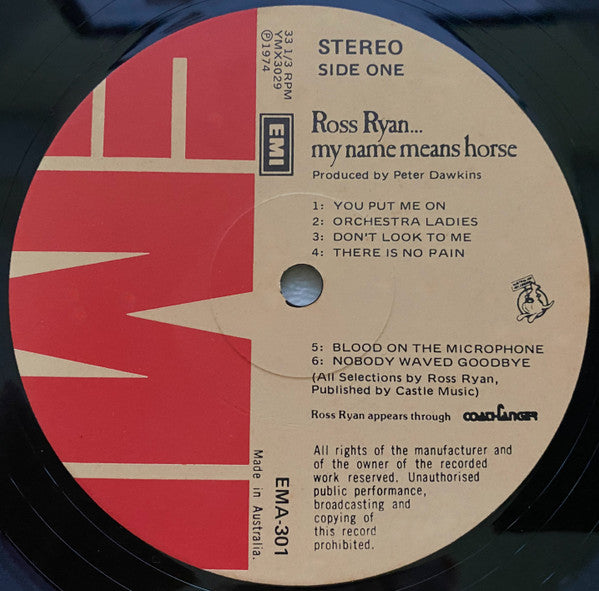 33 1/3 RPM
YMX3029
Ⓟ1974
STEREO
SIDE ONE
EMI
Ross Ryan...
my name means horse
Produced by Peter Dawkins
1: YOU PUT ME ON
2: ORCHESTRA LADIES
3: DON'T LOOK TO ME
4: THERE IS NO PAIN
5: BLOOD ON THE MICROPHONE
6: NOBODY WAVED GOODBYE
(All Selections by Ross Ryan,
Published by Castle Music)
Ross Ryan appears through COATHANGER
All rights of the manufacturer and
of the owner of the recorded
work reserved. Unauthorised
public performance,
broadcasting and
copying of
this record
prohibited.
EMA-301
Made in Australia.
EMI